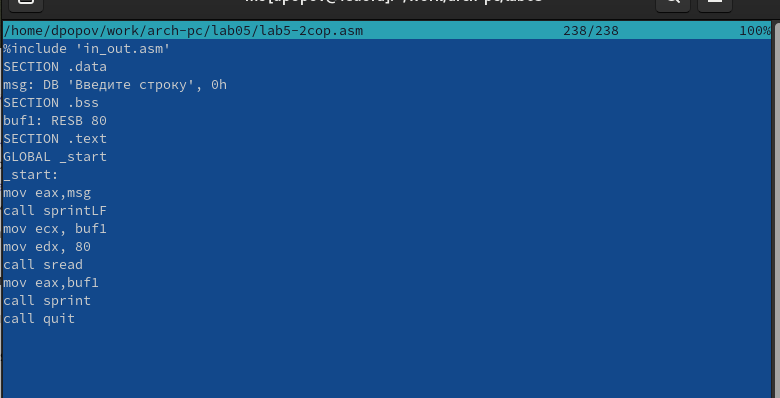 /home/dpopov/work/arch-pc/lab05/lab5-2cop.asm 238/238 100%
%include 'in_out.asm'
SECTION .data
msg: DB 'Введите строку', 0h
SECTION .bss
buf1: RESB 80
SECTION .text
GLOBAL _start
_start:
mov eax,msg
call sprintLF
mov ecx, buf1
mov edx, 80
call sread
mov eax,buf1
call sprint
call quit